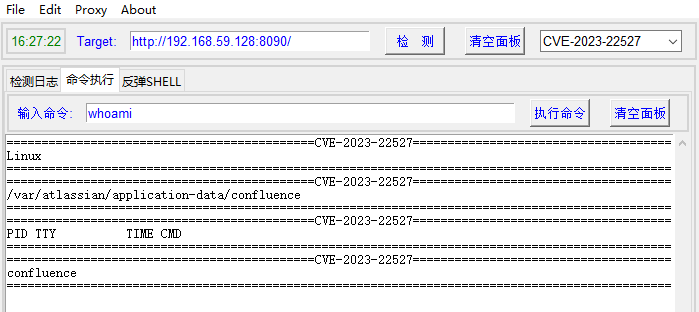 File Edit Proxy About
16:27:22 Target: http://192.168.59.128:8090/ 检 测 清空面板 CVE-2023-22527
检测日志 命令执行 反弹SHELL
输入命令: whoami 执行命令 清空面板
============================================CVE-2023-22527=====================================
Linux
===============================================================================================
============================================CVE-2023-22527=====================================
/var/atlassian/application-data/confluence
===============================================================================================
============================================CVE-2023-22527=====================================
PID TTY          TIME CMD
===============================================================================================
============================================CVE-2023-22527=====================================
confluence
===============================================================================================